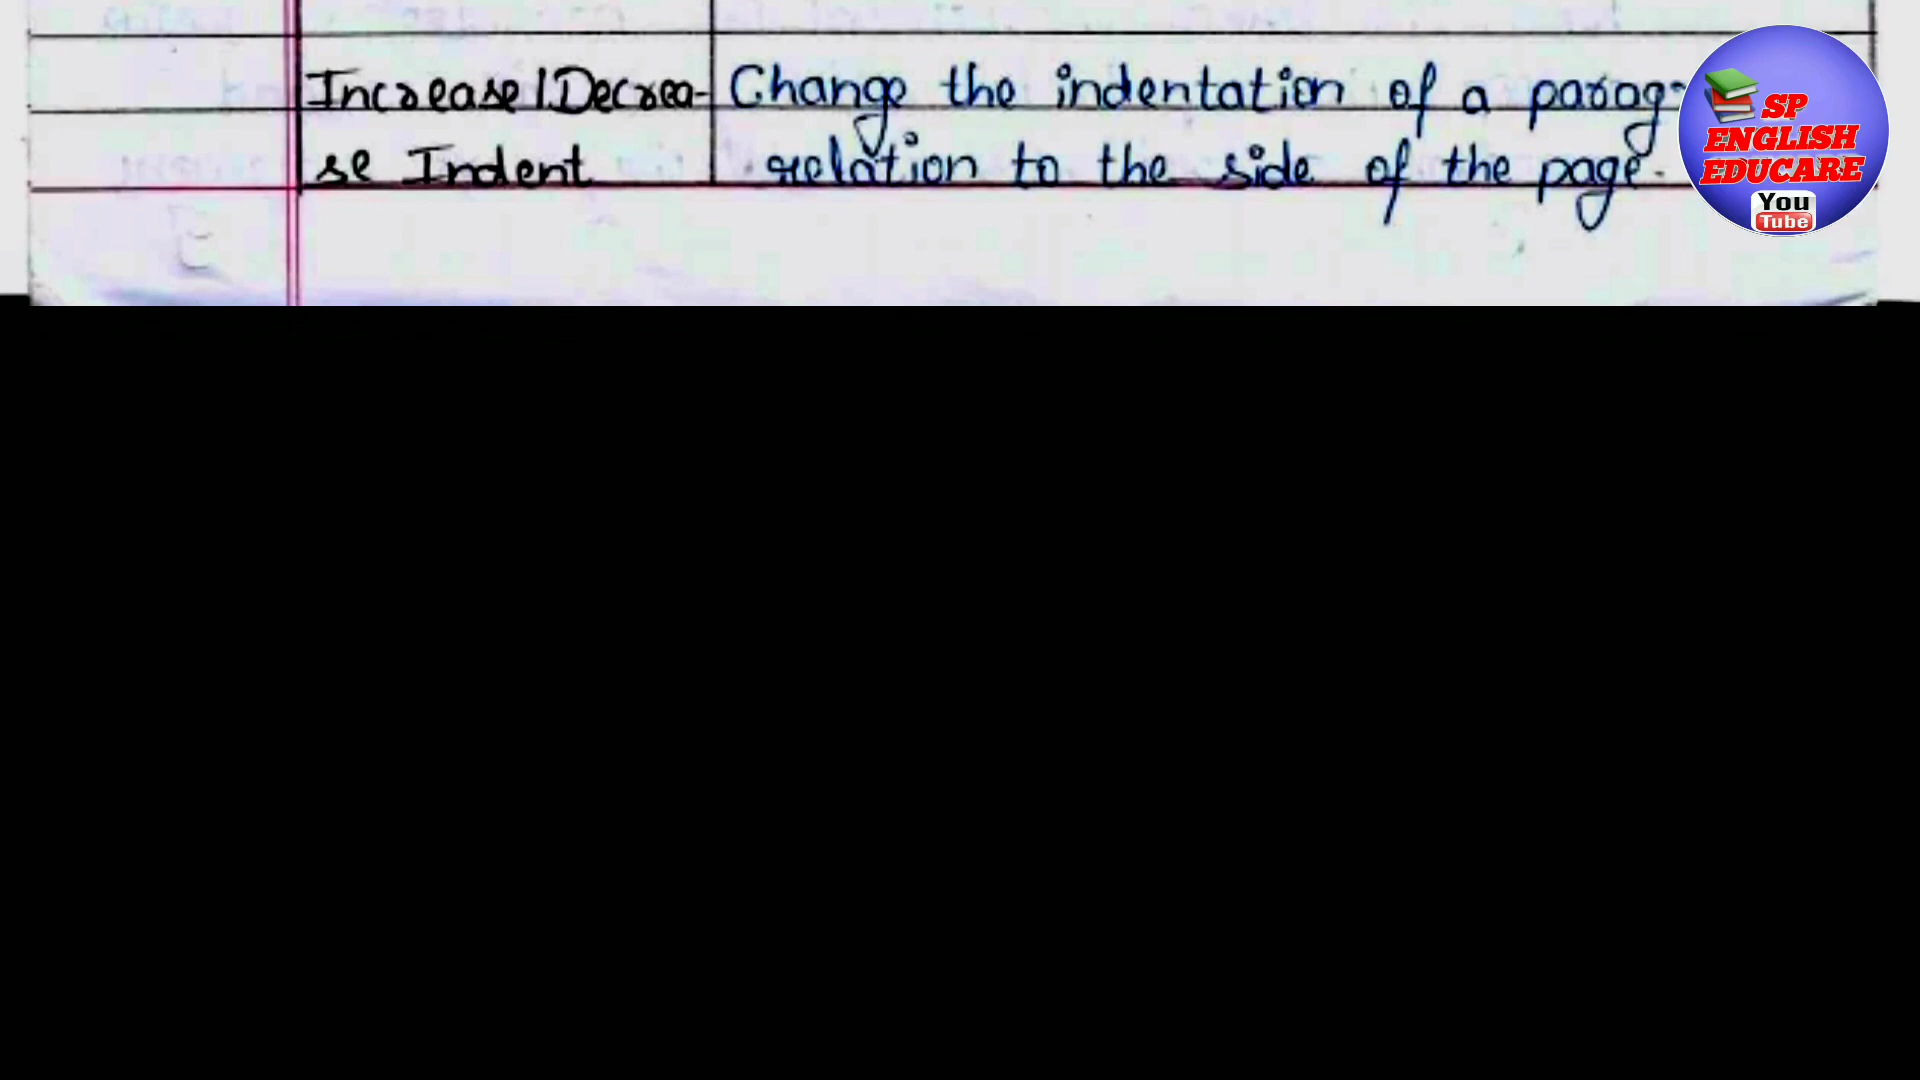 Increase/Decrea- Change the indentation of a parag-
se Indent relation to the side of the page.
SP
ENGLISH
EDUCARE
You
Tube